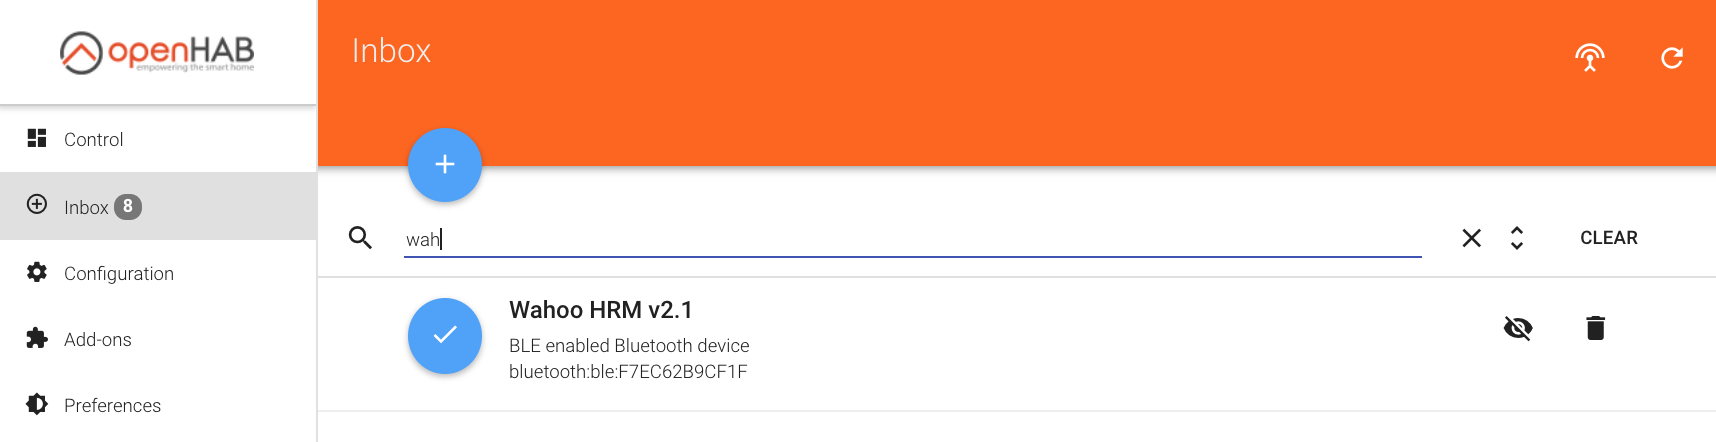 openHAB
empowering the smart home
Control
Inbox 8
Configuration
Add-ons
Preferences
Inbox
wah
CLEAR
Wahoo HRM v2.1
BLE enabled Bluetooth device
bluetooth:ble:F7EC62B9CF1F